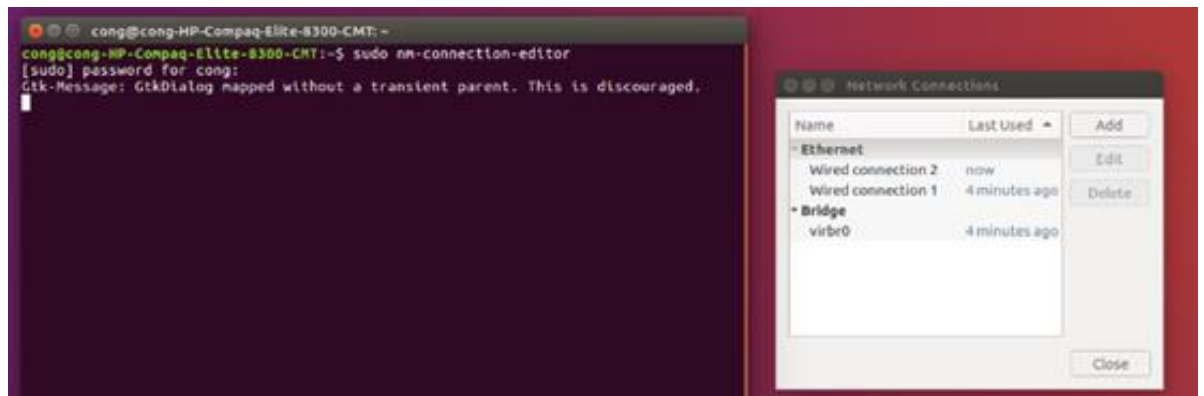 cong@cong-HP-Compaq-Elite-8300-CMT: ~
cong@cong-HP-Compaq-Elite-8300-CMT:~$ sudo nm-connection-editor
[sudo] password for cong:
Gtk-Message: GtkDialog mapped without a transient parent. This is discouraged.
Network Connections
Name Last Used Add
Ethernet Edit
Wired connection 2 now
Wired connection 1 4 minutes ago Delete
Bridge
virbr0 4 minutes ago
Close